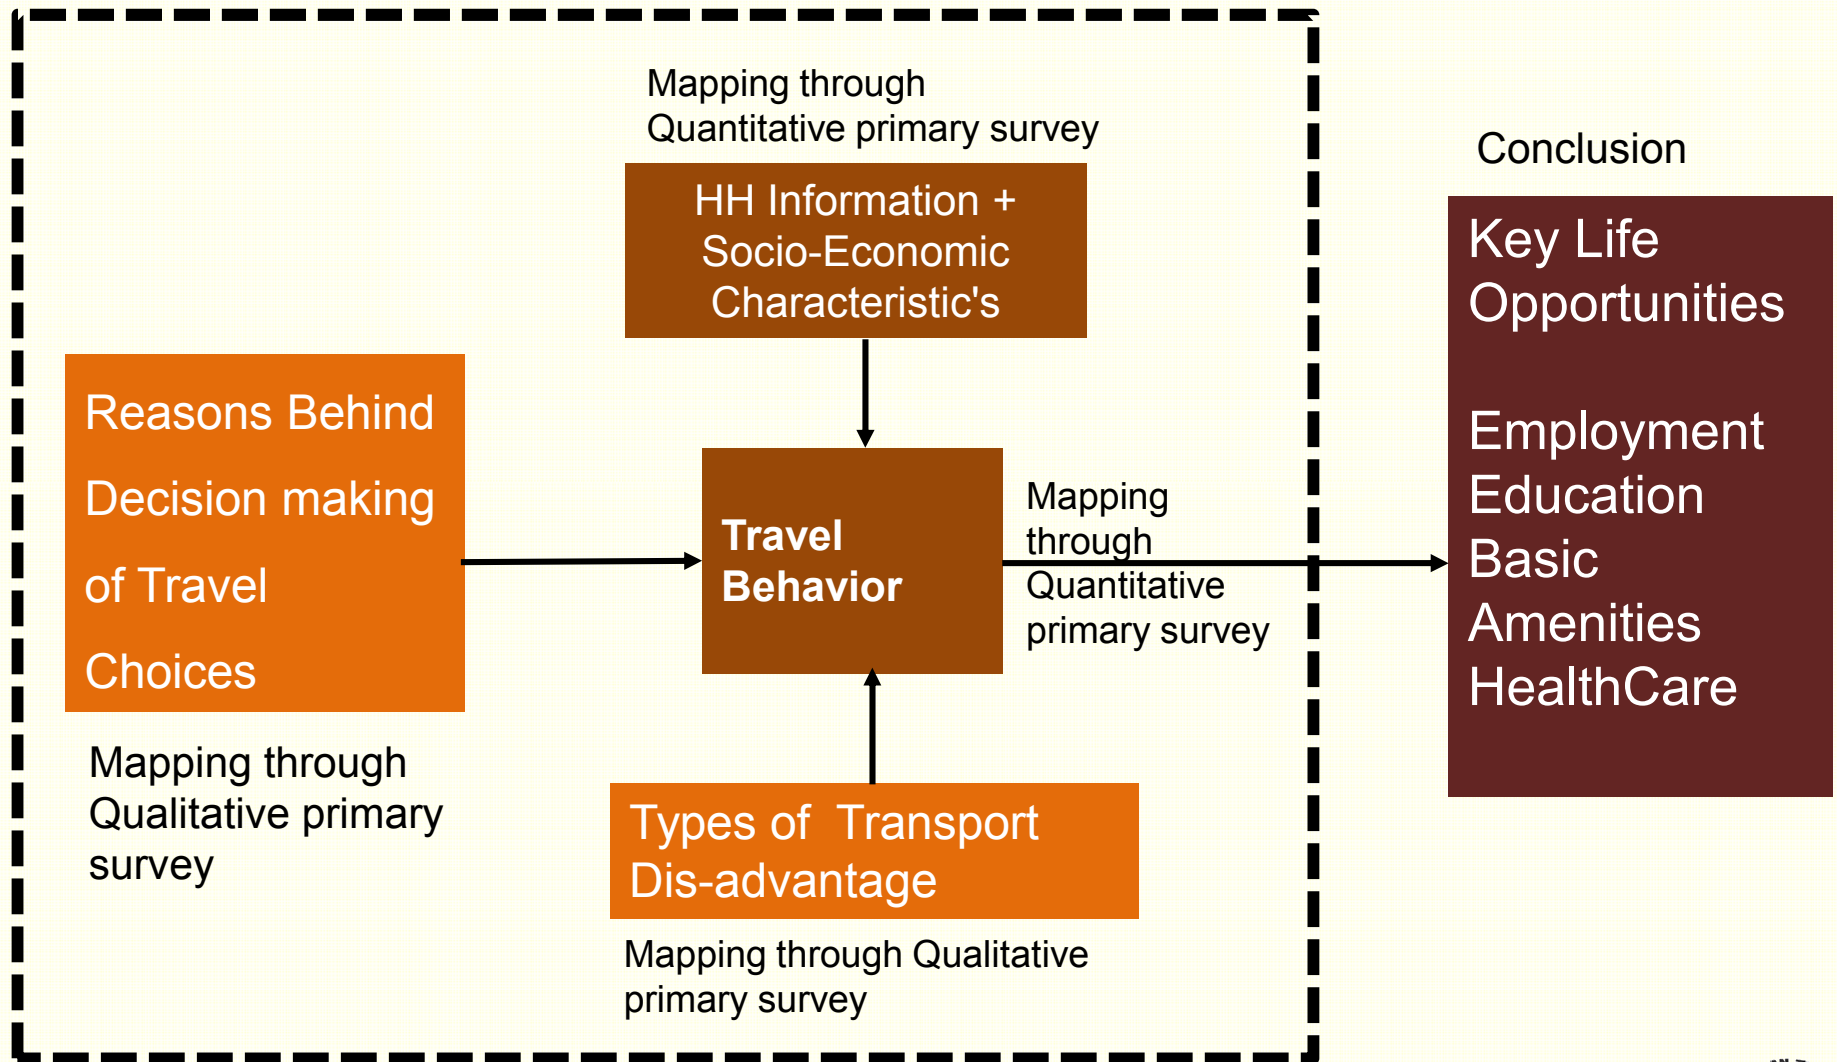 Mapping through
Quantitative primary survey
HH Information +
Socio-Economic
Characteristic's
Conclusion
Key Life
Opportunities
Employment
Education
Basic
Amenities
HealthCare
Reasons Behind
Decision making
of Travel
Choices
Mapping through
Qualitative primary
survey
Travel
Behavior
Mapping
through
Quantitative
primary survey
Types of  Transport
Dis-advantage
Mapping through Qualitative
primary survey